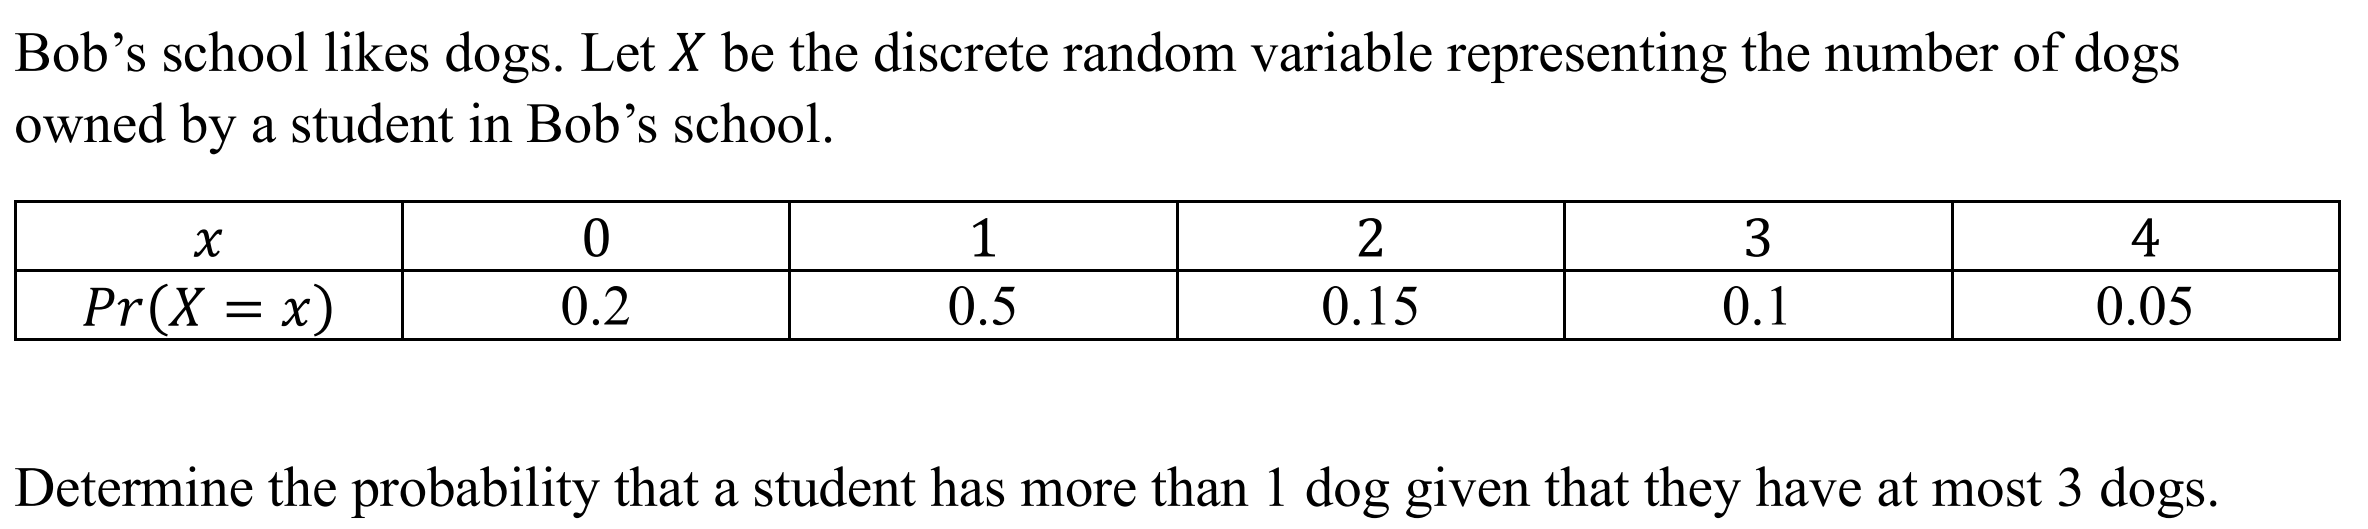 Bob’s school likes dogs. Let X be the discrete random variable representing the number of dogs
owned by a student in Bob’s school.
x 0 1 2 3 4
Pr(X = x) 0.2 0.5 0.15 0.1 0.05
Determine the probability that a student has more than 1 dog given that they have at most 3 dogs.